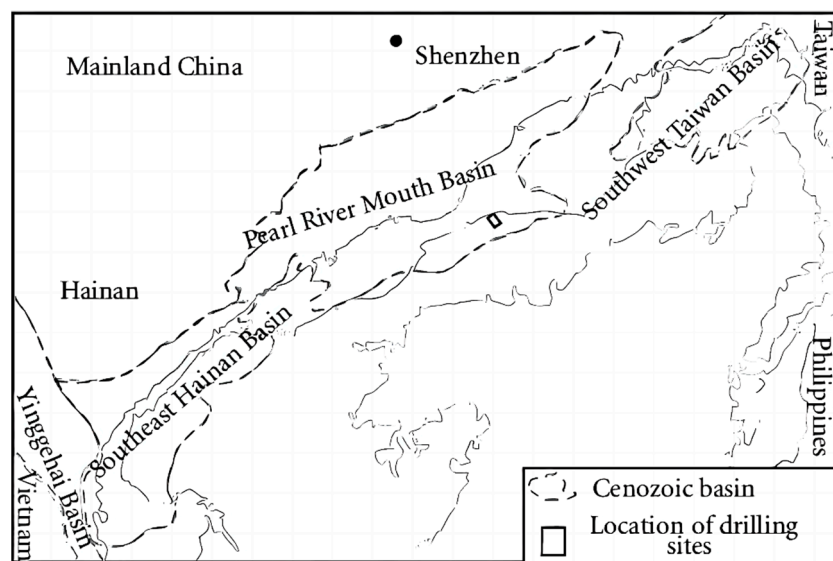 Mainland China
Shenzhen
Taiwan
Southwest Taiwan Basin
Pearl River Mouth Basin
Hainan
Southeast Hainan Basin
Yinggehai Basin
Vietnam
Philippines
Cenozoic basin
Location of drilling
sites